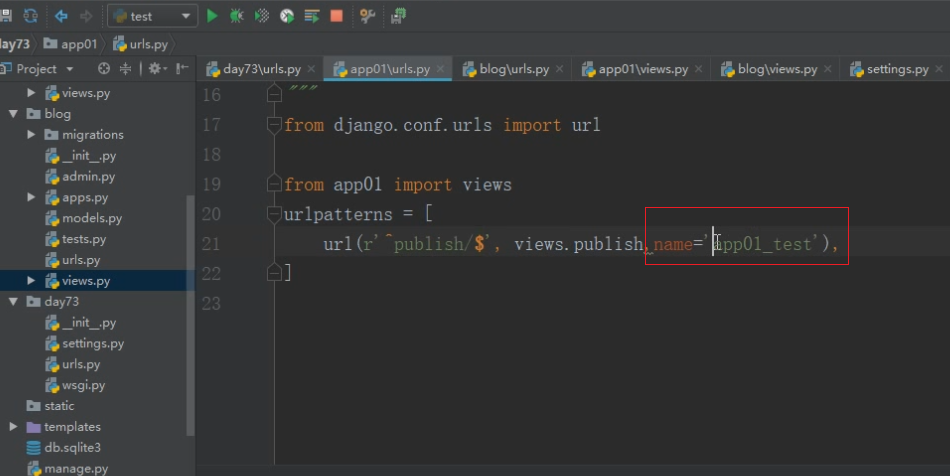 test
day73 app01 urls.py
Project
day73\urls.py app01\urls.py blog\urls.py app01\views.py blog\views.py settings.py
views.py
blog
migrations
__init__.py
admin.py
apps.py
models.py
tests.py
urls.py
views.py
day73
__init__.py
settings.py
urls.py
wsgi.py
static
templates
db.sqlite3
manage.py
16 """
17 from django.conf.urls import url
18
19 from app01 import views
20 urlpatterns = [
21 url(r'^publish/$', views.publish,name='app01_test'),
22 ]
23